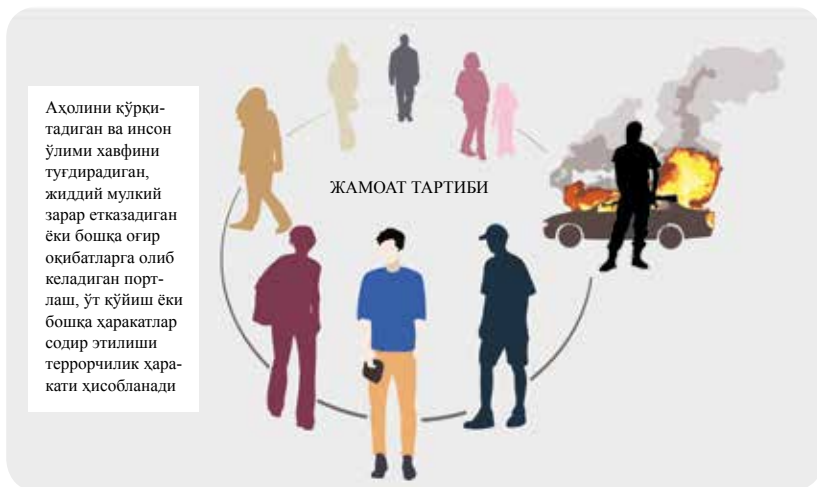 Аҳолини қўрқи-
тадиган ва инсон
ўлими хавфини
туғдирадиган,
жиддий мулкий
зарар етказадиган
ёки бошқа оғир
оқибатларга олиб
келадиган порт-
лаш, ўт қўйиш ёки
бошқа ҳаракатлар
содир этилиши
террорчилик ҳара-
кати ҳисобланади
ЖАМОАТ ТАРТИБИ